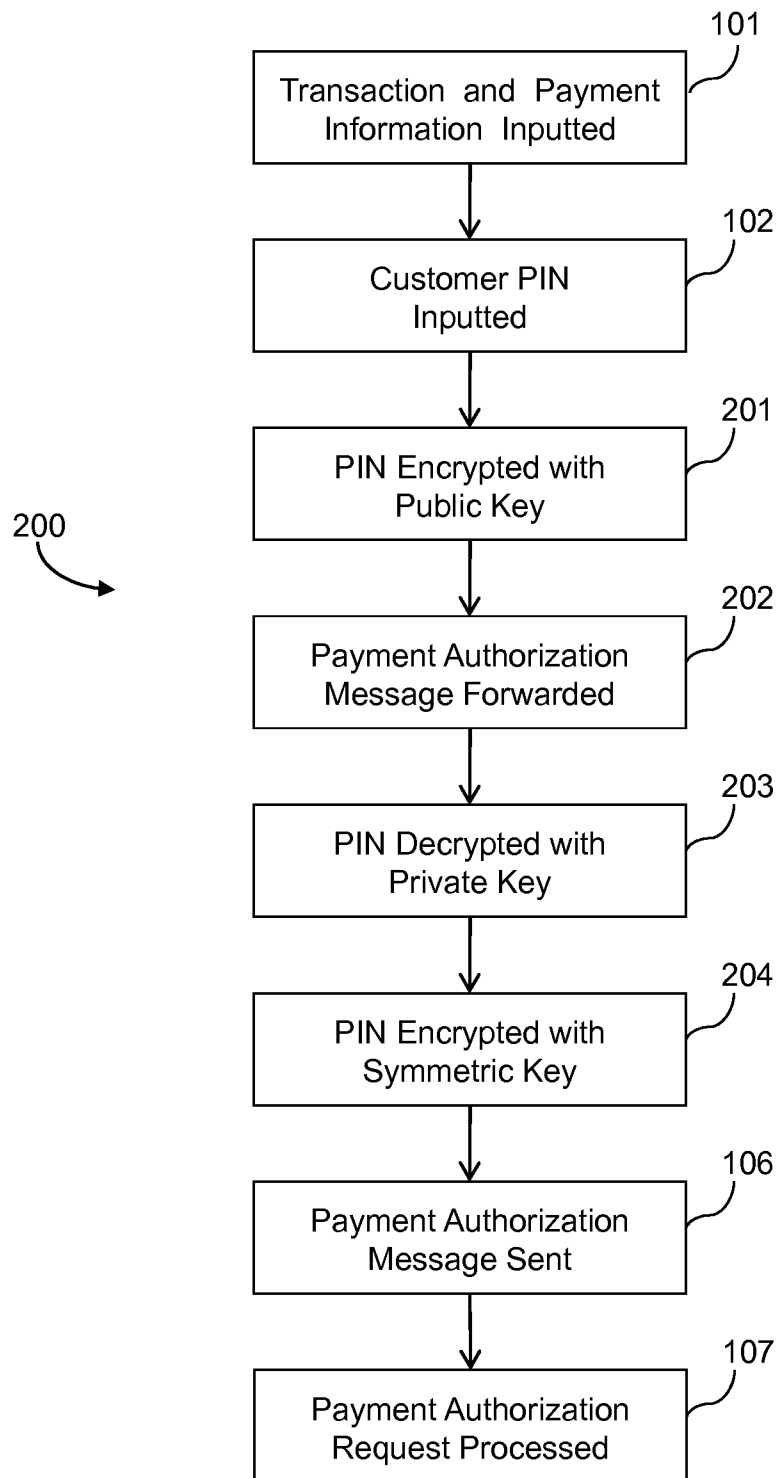 101
Transaction and Payment
Information Inputted
102
Customer PIN
Inputted
201
PIN Encrypted with
Public Key
200
202
Payment Authorization
Message Forwarded
203
PIN Decrypted with
Private Key
204
PIN Encrypted with
Symmetric Key
106
Payment Authorization
Message Sent
107
Payment Authorization
Request Processed